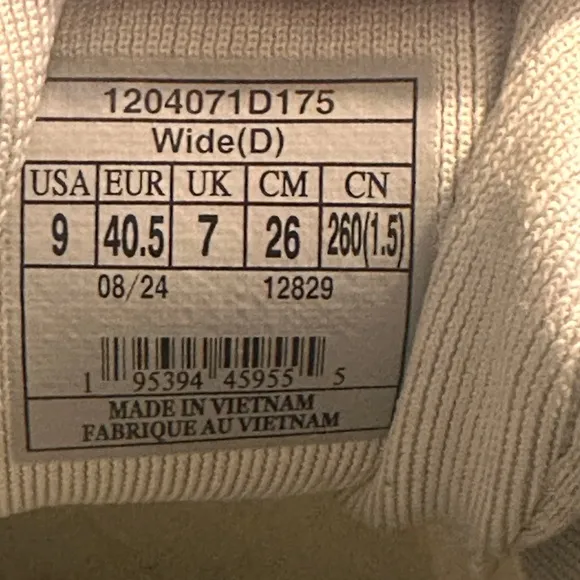 1204071D175
Wide(D)
USA EUR UK CM CN
9 40.5 7 26 260(1.5)
08/24 12829
1 95394 45955 5
MADE IN VIETNAM
FABRIQUE AU VIETNAM